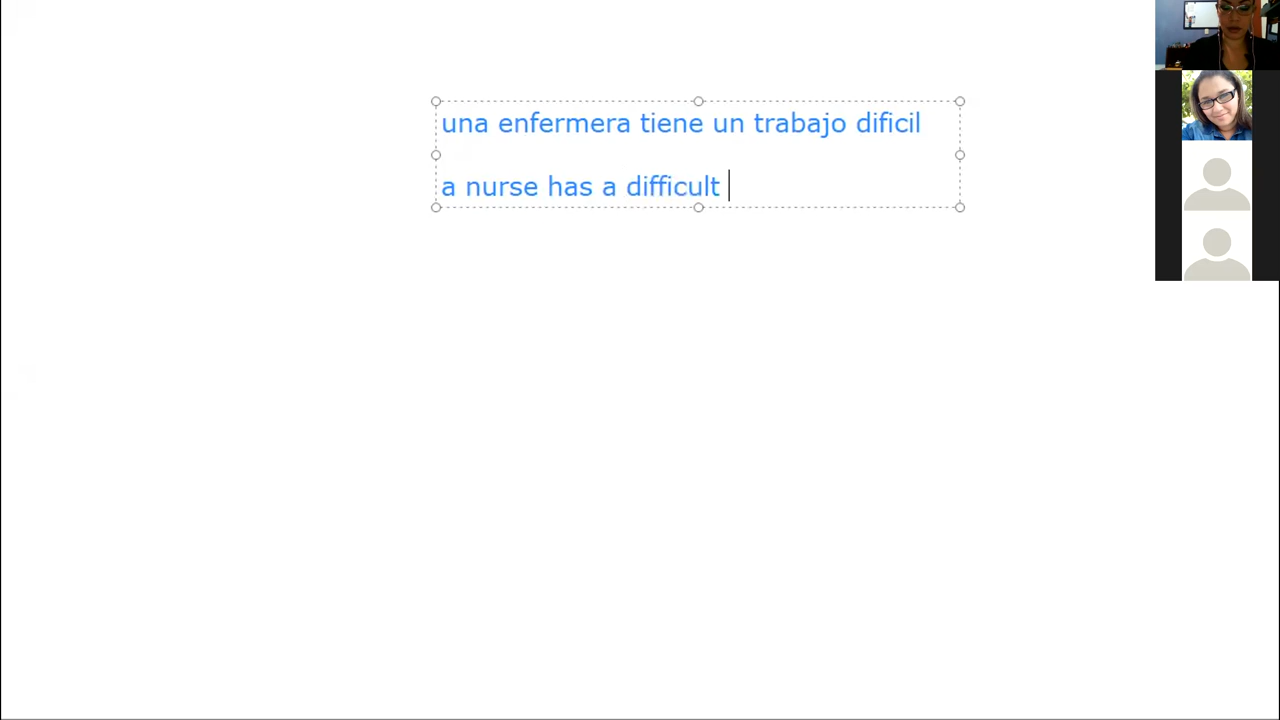 una enfermera tiene un trabajo dificil
a nurse has a difficult